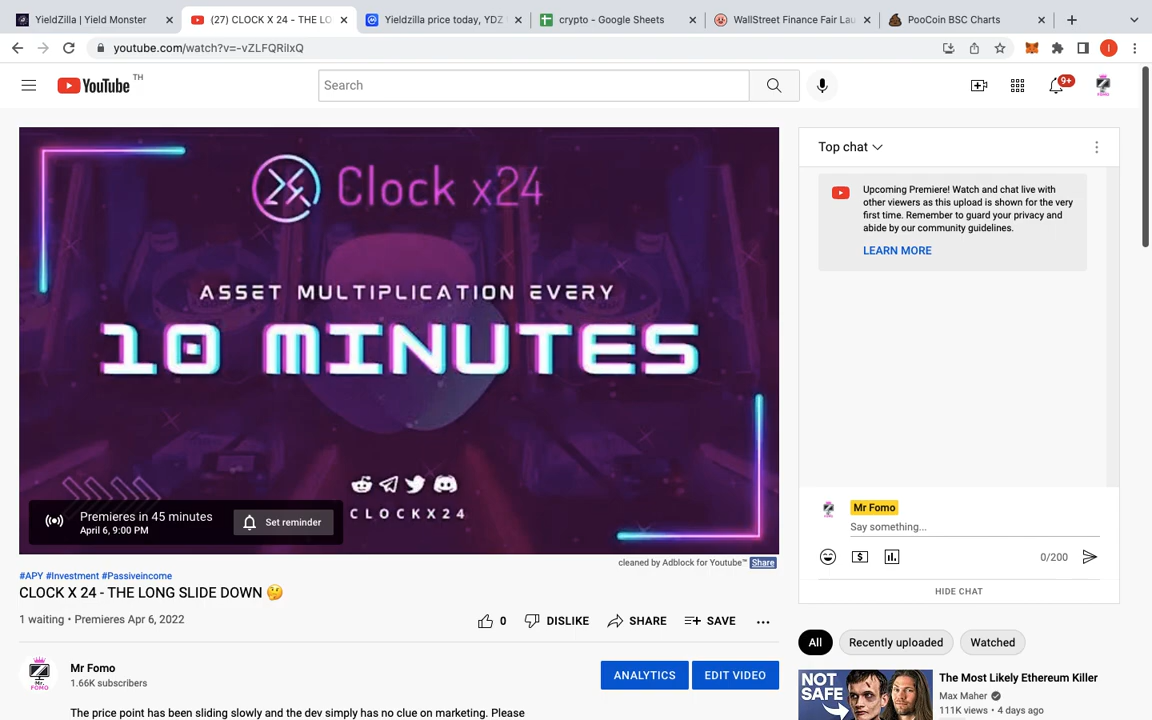 YieldZilla | Yield Monster
(27) CLOCK X 24 - THE LO
Yieldzilla price today, YDZ
crypto - Google Sheets
WallStreet Finance Fair Lau
PooCoin BSC Charts
youtube.com/watch?v=-vZLFQRilxQ
YouTube TH
Search
9+
Clock x24
ASSET MULTIPLICATION EVERY
10 MINUTES
CLOCKX24
Premieres in 45 minutes
April 6, 9:00 PM
Set reminder
cleaned by Adblock for Youtube™ Share
#APY #Investment #Passiveincome
CLOCK X 24 - THE LONG SLIDE DOWN 🤔
1 waiting • Premieres Apr 6, 2022
0 DISLIKE SHARE SAVE
Mr Fomo
1.66K subscribers
ANALYTICS EDIT VIDEO
The price point has been sliding slowly and the dev simply has no clue on marketing. Please
Top chat
Upcoming Premiere! Watch and chat live with
other viewers as this upload is shown for the very
first time. Remember to guard your privacy and
abide by our community guidelines.
LEARN MORE
Mr Fomo
Say something...
0/200
HIDE CHAT
All Recently uploaded Watched
NOT
SAFE
The Most Likely Ethereum Killer
Max Maher
111K views • 4 days ago